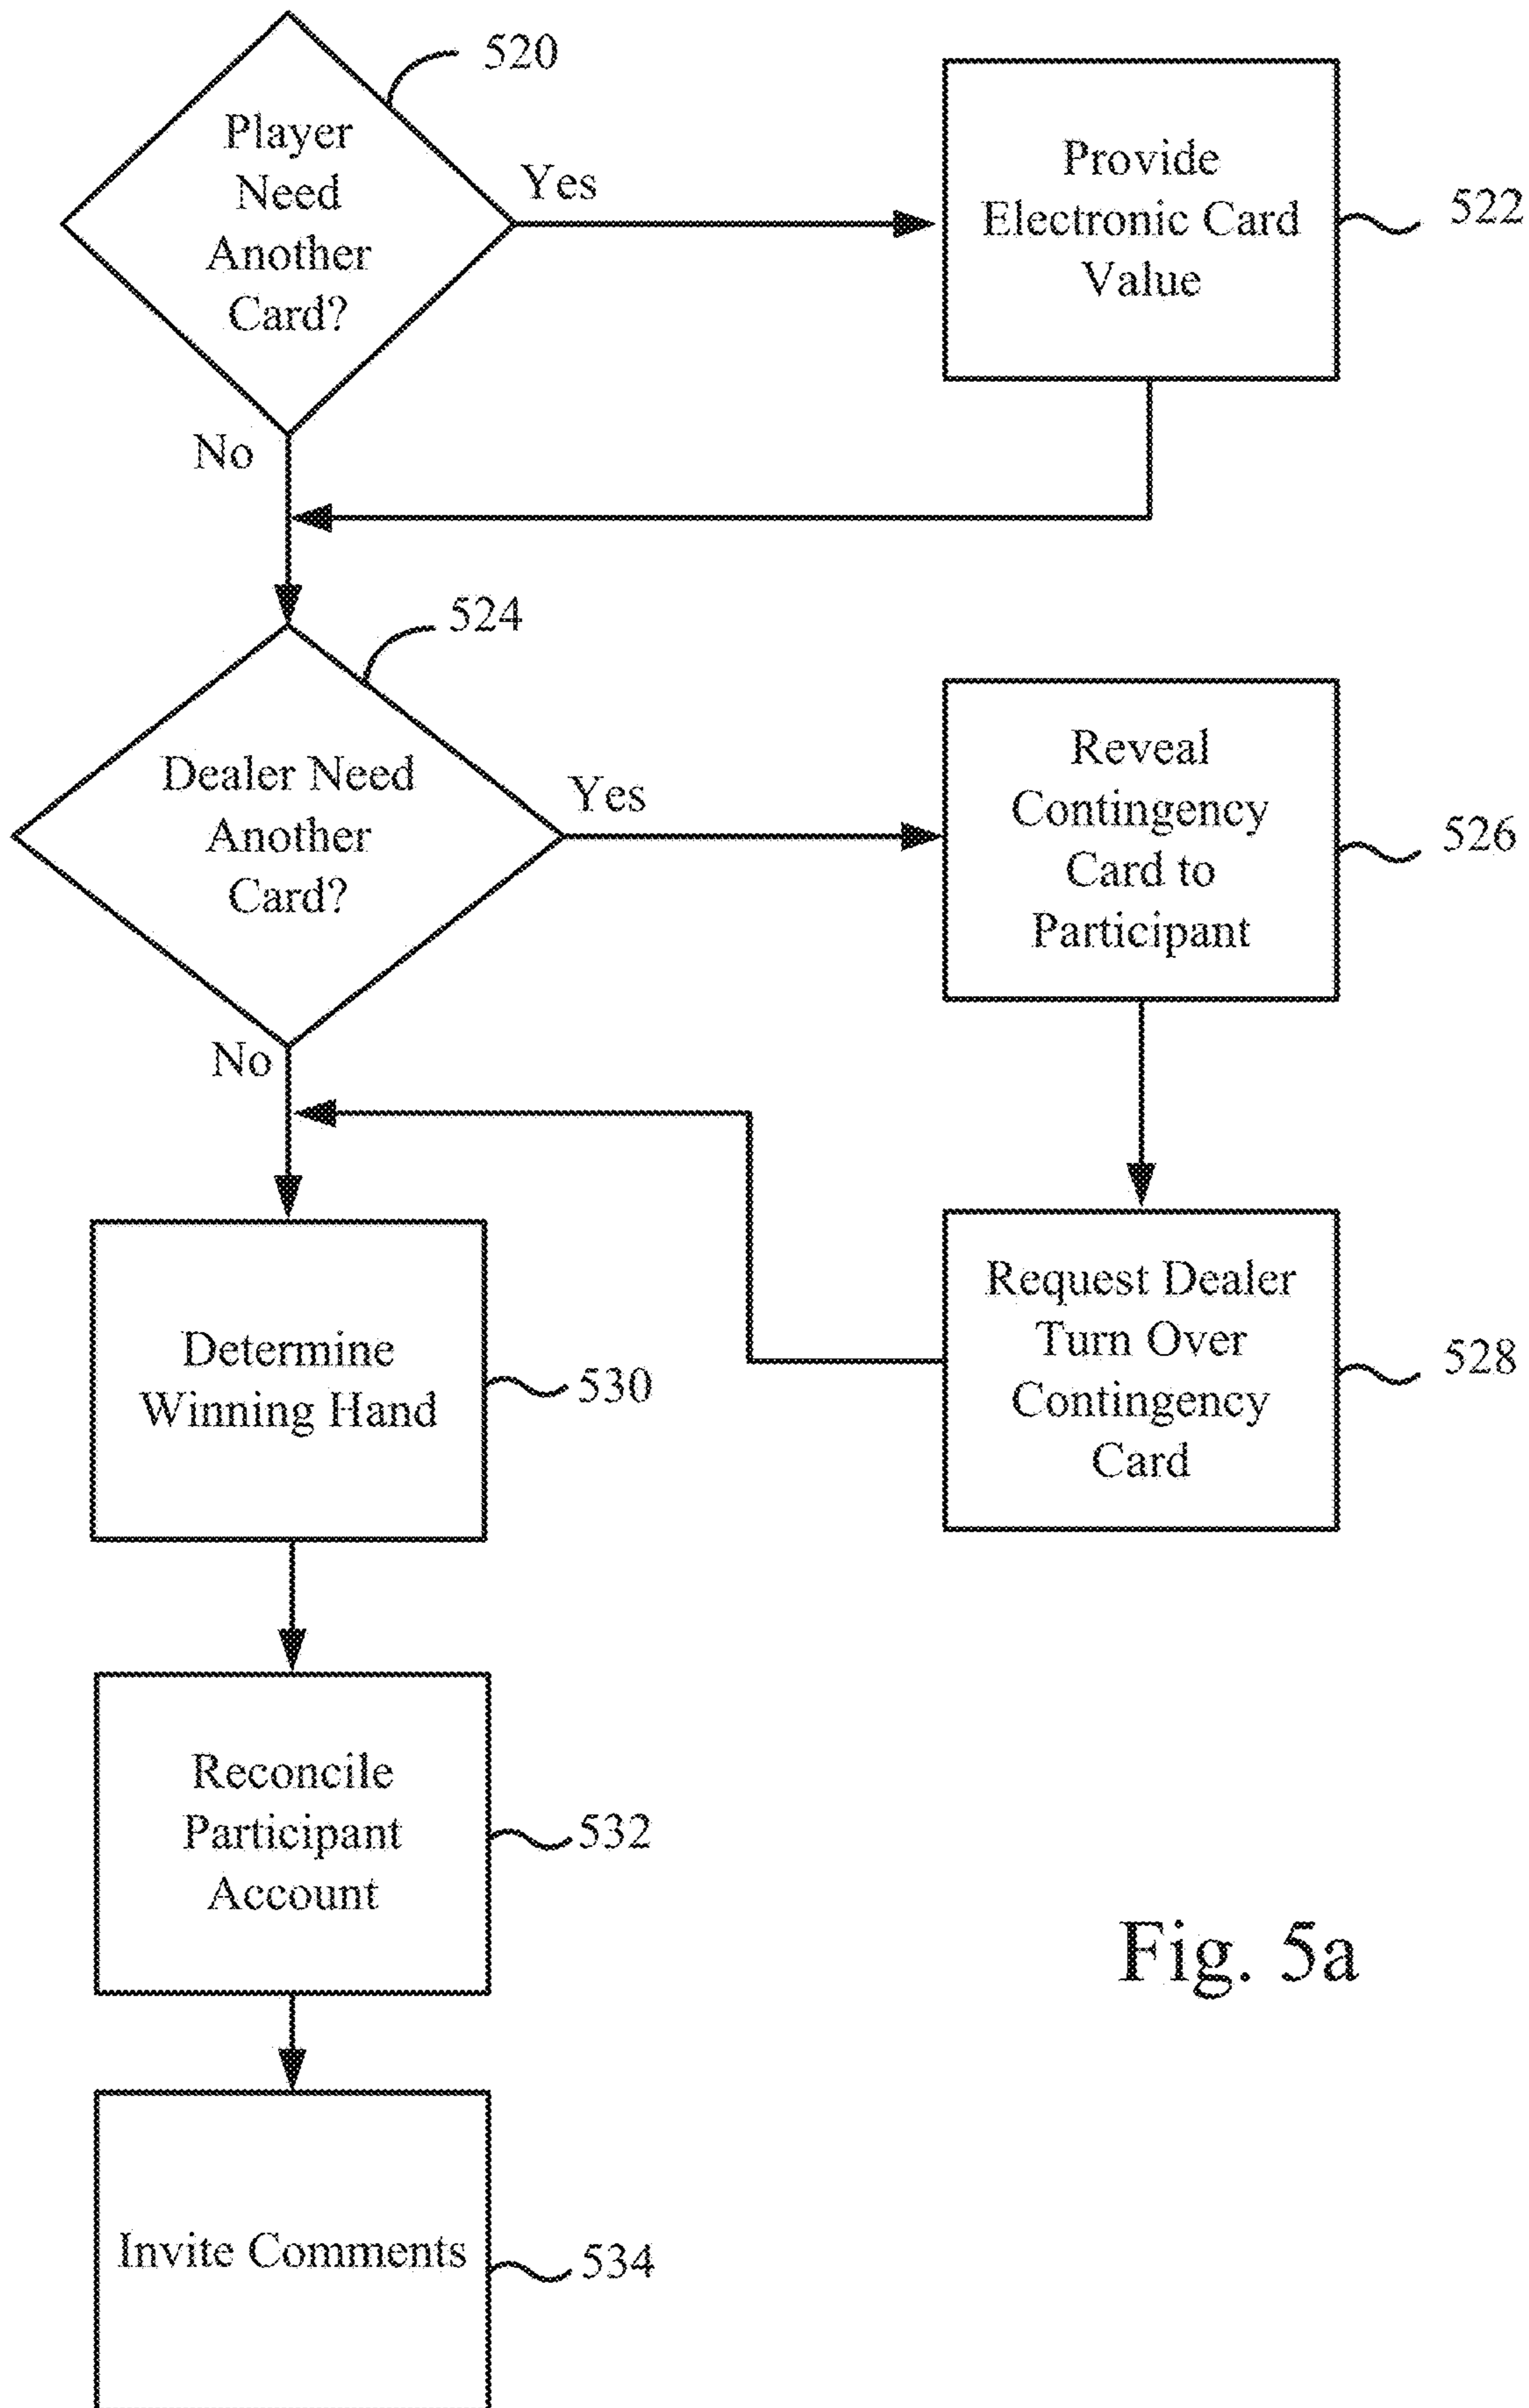 520
Player
Need
Another
Card?
Yes
Provide
Electronic Card
Value
522
No
524
Dealer Need
Another
Card?
Yes
Reveal
Contingency
Card to
Participant
526
No
Request Dealer
Turn Over
Contingency
Card
528
Determine
Winning Hand
530
Reconcile
Participant
Account
532
Fig. 5a
Invite Comments
534